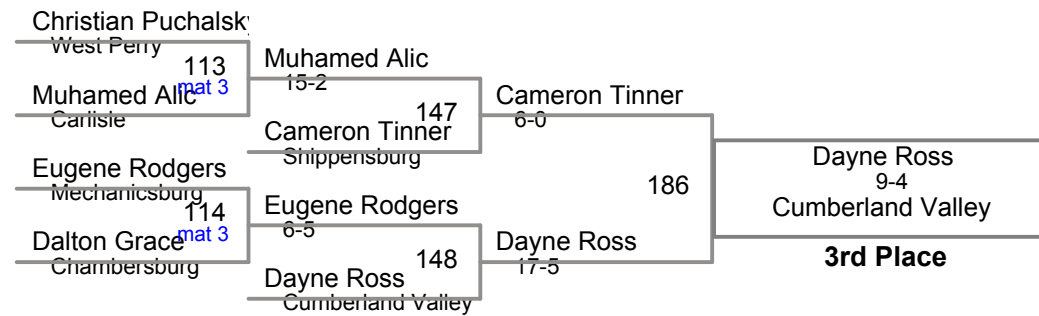 Christian Puchalsky
West Perry
113
mat 3
Muhamed Alic
Carlisle
Eugene Rodgers
Mechanicsburg
114
mat 3
Dalton Grace
Chambersburg
Muhamed Alic
15-2
147
Cameron Tinner
Shippensburg
Eugene Rodgers
6-5
148
Dayne Ross
Cumberland Valley
Cameron Tinner
6-0
186
Dayne Ross
17-5
Dayne Ross
9-4
Cumberland Valley
3rd Place